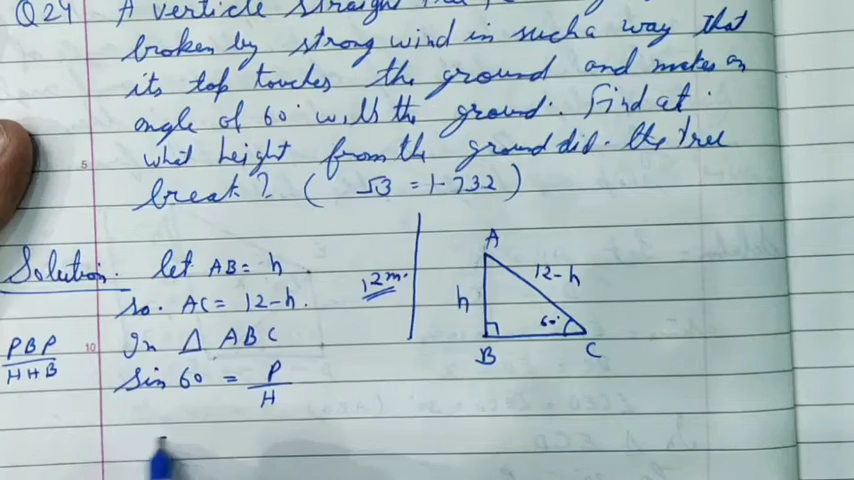 Q24 A verticle straight
broken by strong wind in such a way that
its top touches the ground and makes an
angle of 60° with the ground. Find at
what height from the ground did. the tree
break? ( √3 = 1.732 )
Solution. let AB = h
so. AC = 12-h.
In Δ ABC
Sin 60 = P/H
PBP
HHB
5
10
12m.
A
12-h
h
60°
B
C